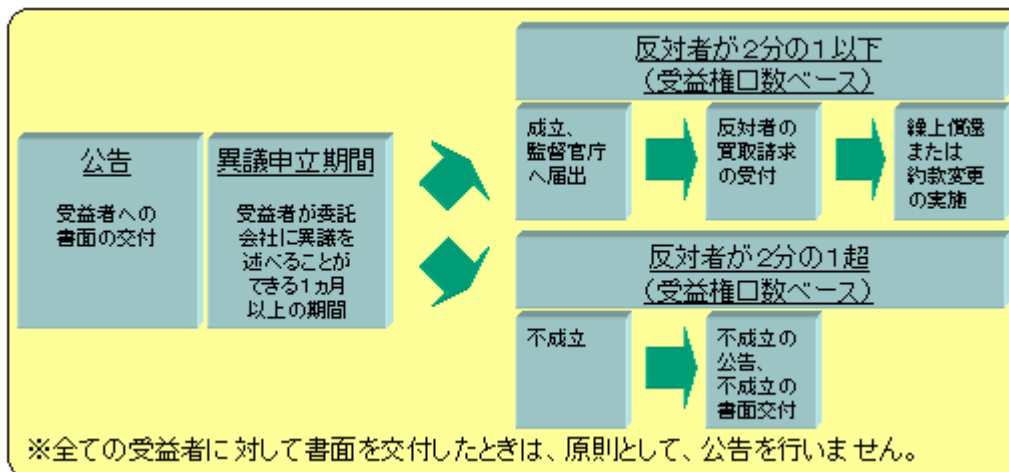 公告
受益者への
書面の交付
異議申立期間
受益者が委託
会社に異議を
述べることが
できる1ヵ月
以上の期間
反対者が2分の1以下
(受益権口数ベース)
成立、
監督官庁
へ届出
反対者の
買取請求
の受付
繰上償還
または
約款変更
の実施
反対者が2分の1超
(受益権口数ベース)
不成立
不成立の
公告、
不成立の
書面交付
※全ての受益者に対して書面を交付したときは、原則として、公告を行いません。